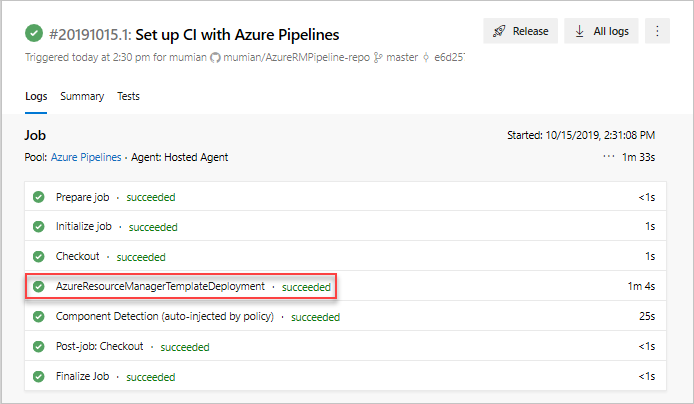 #20191015.1: Set up CI with Azure Pipelines
Release
All logs
Triggered today at 2:30 pm for mumian mumian/AzureRMPipeline-repo master e6d25
Logs Summary Tests
Job
Started: 10/15/2019, 2:31:08 PM
Pool: Azure Pipelines · Agent: Hosted Agent
··· 1m 33s
Prepare job · succeeded <1s
Initialize job · succeeded 1s
Checkout · succeeded 1s
AzureResourceManagerTemplateDeployment · succeeded 1m 4s
Component Detection (auto-injected by policy) · succeeded 25s
Post-job: Checkout · succeeded <1s
Finalize Job · succeeded <1s